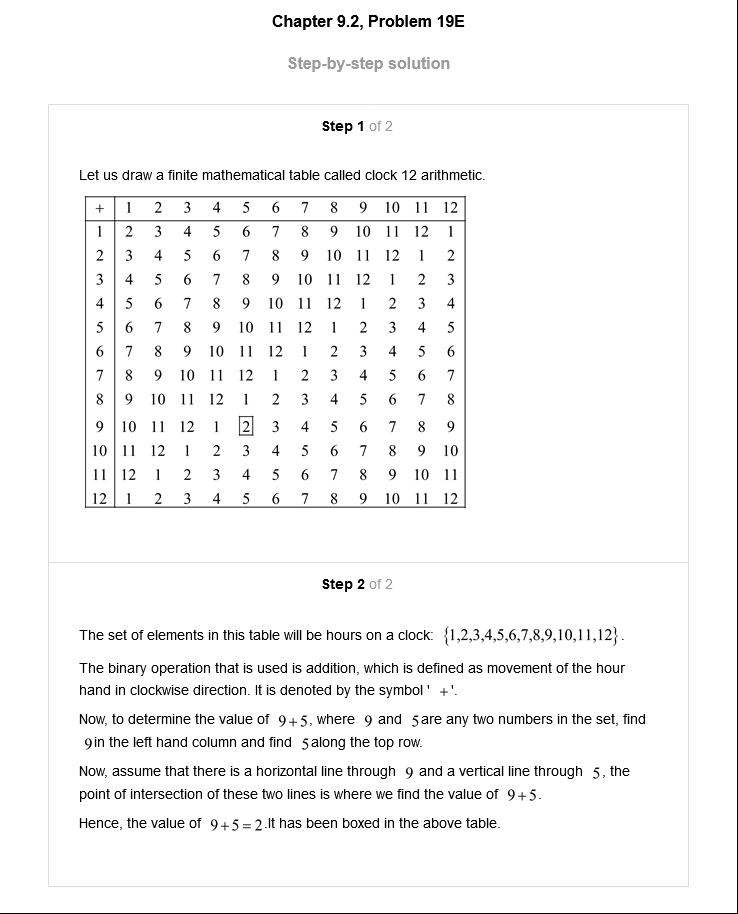 Chapter 9.2, Problem 19E
Step-by-step solution
Step 1 of 2
Let us draw a finite mathematical table called clock 12 arithmetic.
+ 1 2 3 4 5 6 7 8 9 10 11 12
1 2 3 4 5 6 7 8 9 10 11 12 1
2 3 4 5 6 7 8 9 10 11 12 1 2
3 4 5 6 7 8 9 10 11 12 1 2 3
4 5 6 7 8 9 10 11 12 1 2 3 4
5 6 7 8 9 10 11 12 1 2 3 4 5
6 7 8 9 10 11 12 1 2 3 4 5 6
7 8 9 10 11 12 1 2 3 4 5 6 7
8 9 10 11 12 1 2 3 4 5 6 7 8
9 10 11 12 1 2 3 4 5 6 7 8 9
10 11 12 1 2 3 4 5 6 7 8 9 10
11 12 1 2 3 4 5 6 7 8 9 10 11
12 1 2 3 4 5 6 7 8 9 10 11 12
Step 2 of 2
The set of elements in this table will be hours on a clock: {1,2,3,4,5,6,7,8,9,10,11,12}.
The binary operation that is used is addition, which is defined as movement of the hour
hand in clockwise direction. It is denoted by the symbol ' +'.
Now, to determine the value of 9+5, where 9 and 5are any two numbers in the set, find
9in the left hand column and find 5along the top row.
Now, assume that there is a horizontal line through 9 and a vertical line through 5, the
point of intersection of these two lines is where we find the value of 9+5.
Hence, the value of 9+5=2.It has been boxed in the above table.